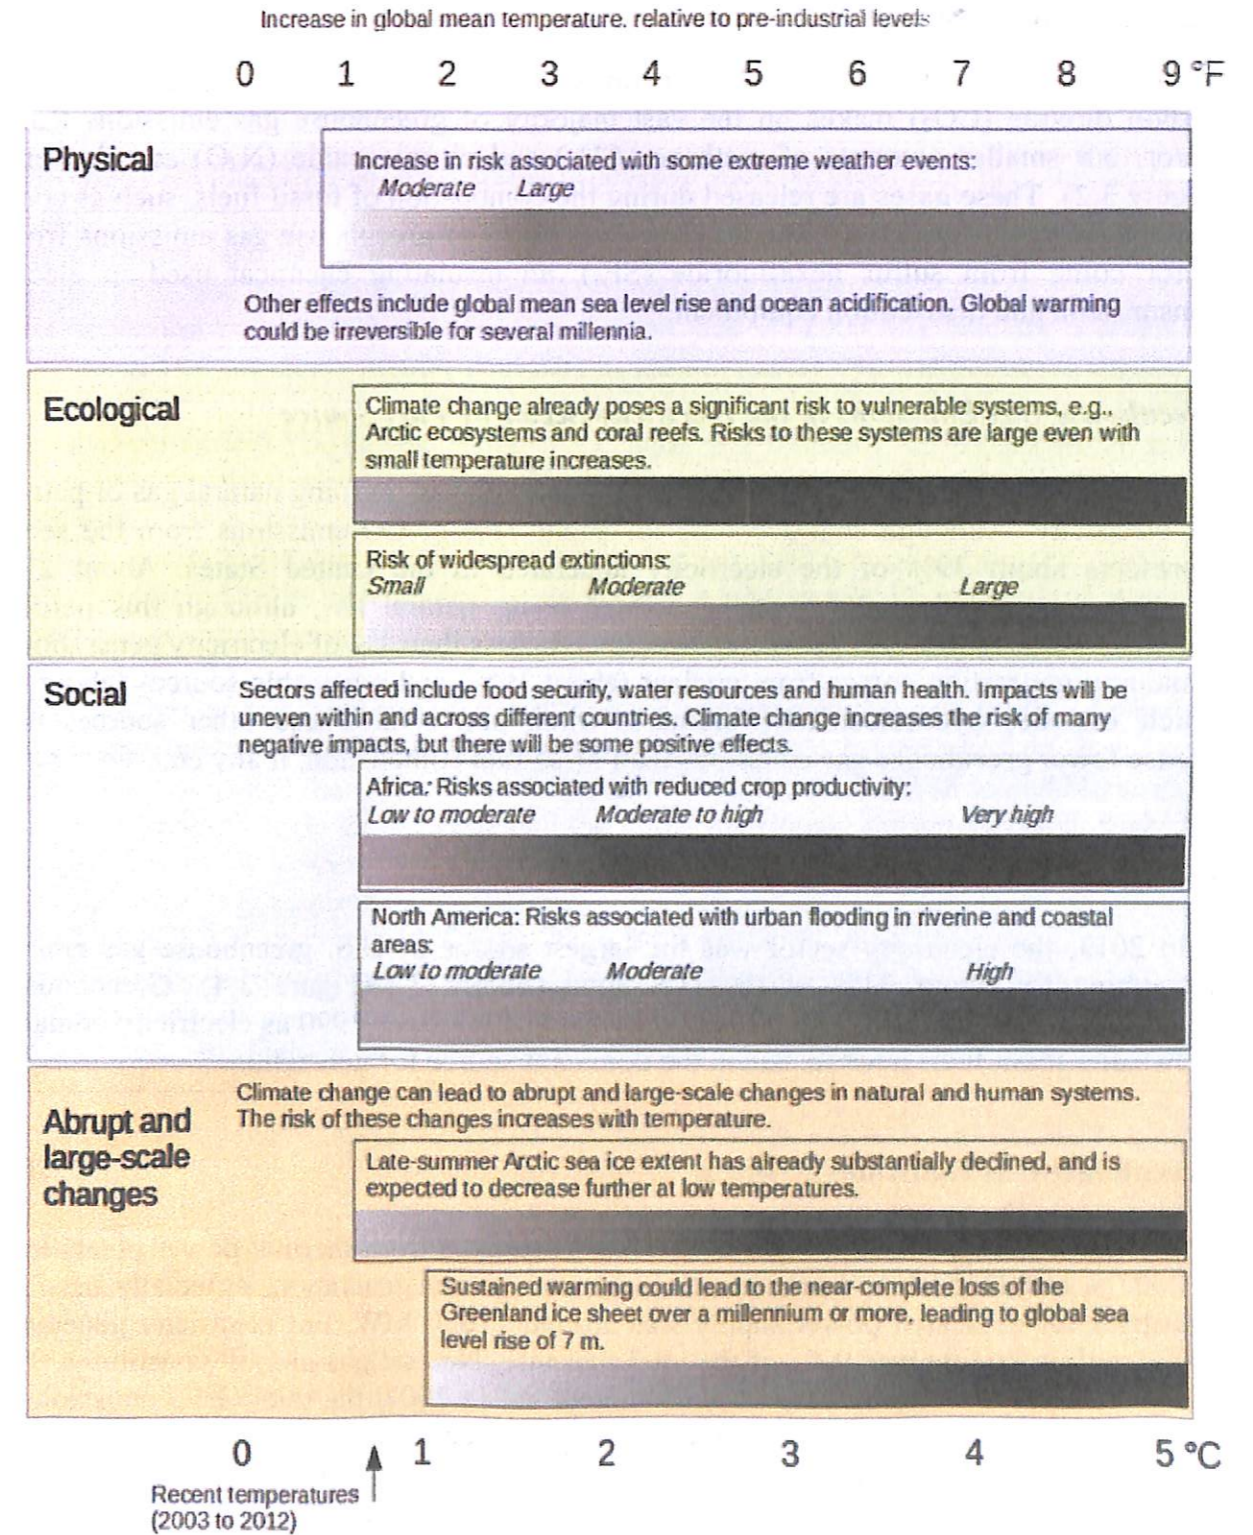 Increase in global mean temperature. relative to pre-industrial levels
0 1 2 3 4 5 6 7 8 9 °F
Physical
Increase in risk associated with some extreme weather events:
Moderate Large
Other effects include global mean sea level rise and ocean acidification. Global warming
could be irreversible for several millennia.
Ecological
Climate change already poses a significant risk to vulnerable systems, e.g.,
Arctic ecosystems and coral reefs. Risks to these systems are large even with
small temperature increases.
Risk of widespread extinctions:
Small Moderate Large
Social
Sectors affected include food security, water resources and human health. Impacts will be
uneven within and across different countries. Climate change increases the risk of many
negative impacts, but there will be some positive effects.
Africa: Risks associated with reduced crop productivity:
Low to moderate Moderate to high Very high
North America: Risks associated with urban flooding in riverine and coastal
areas:
Low to moderate Moderate High
Abrupt and
large-scale
changes
Climate change can lead to abrupt and large-scale changes in natural and human systems.
The risk of these changes increases with temperature.
Late-summer Arctic sea ice extent has already substantially declined, and is
expected to decrease further at low temperatures.
Sustained warming could lead to the near-complete loss of the
Greenland ice sheet over a millennium or more, leading to global sea
level rise of 7 m.
0 1 2 3 4 5 °C
Recent temperatures
(2003 to 2012)